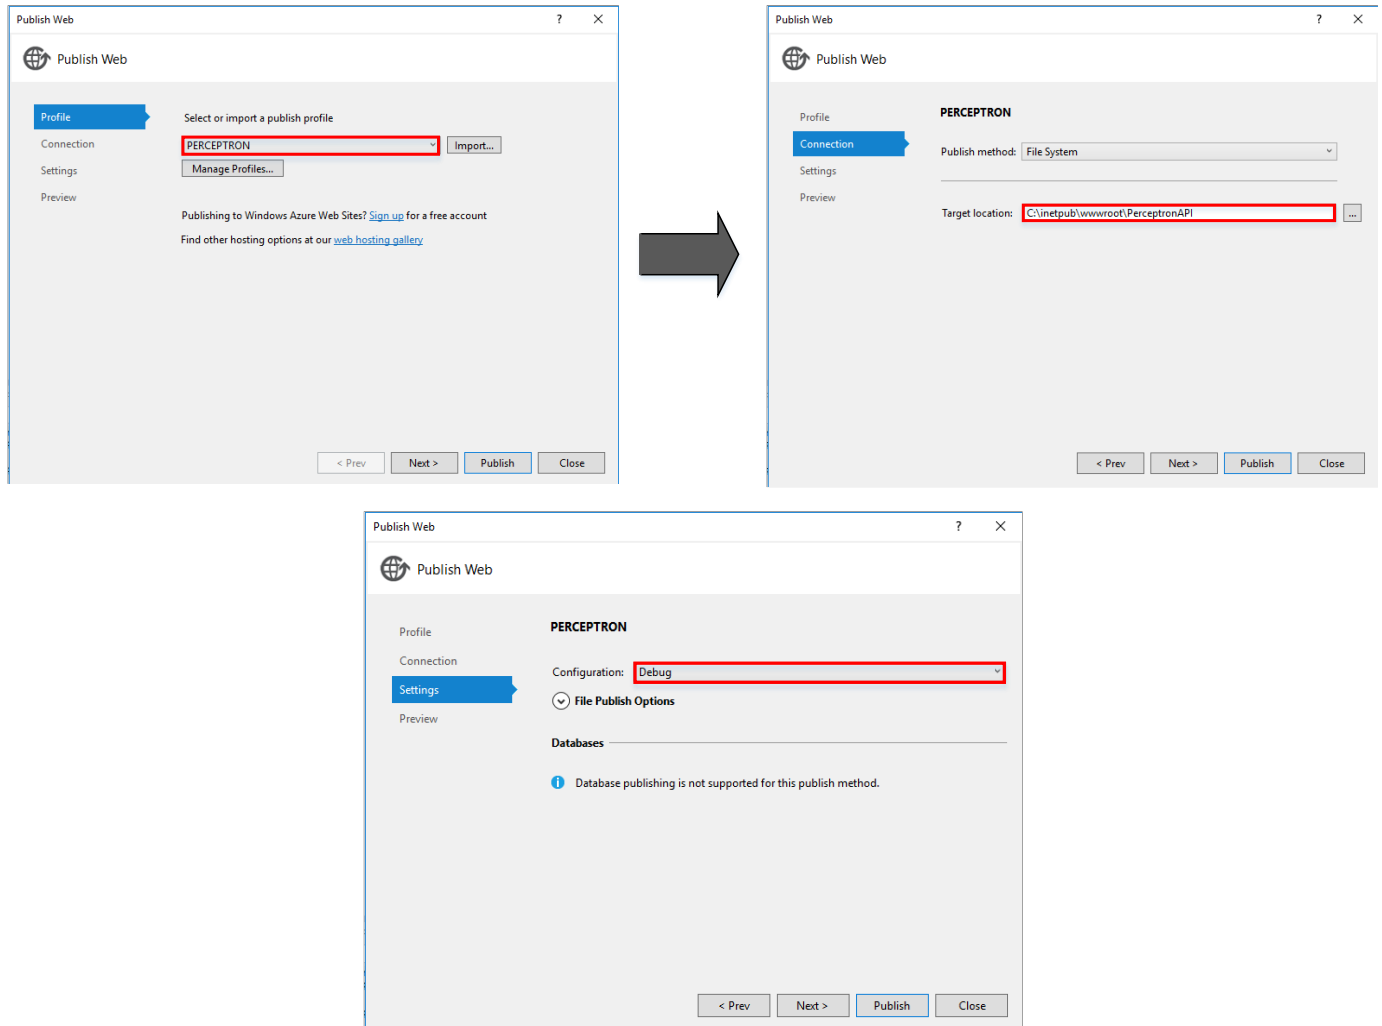 Publish Web
?
Publish Web
Profile
Connection
Settings
Preview
Select or import a publish profile
PERCEPTRON
Import...
Manage Profiles...
Publishing to Windows Azure Web Sites? Sign up for a free account
Find other hosting options at our web hosting gallery
< Prev
Next >
Publish
Close
Publish Web
?
Publish Web
Profile
Connection
Settings
Preview
PERCEPTRON
Publish method: File System
Target location: C:\inetpub\wwwroot\PerceptronAPI
...
< Prev
Next >
Publish
Close
Publish Web
?
Publish Web
Profile
Connection
Settings
Preview
PERCEPTRON
Configuration: Debug
File Publish Options
Databases
Database publishing is not supported for this publish method.
< Prev
Next >
Publish
Close